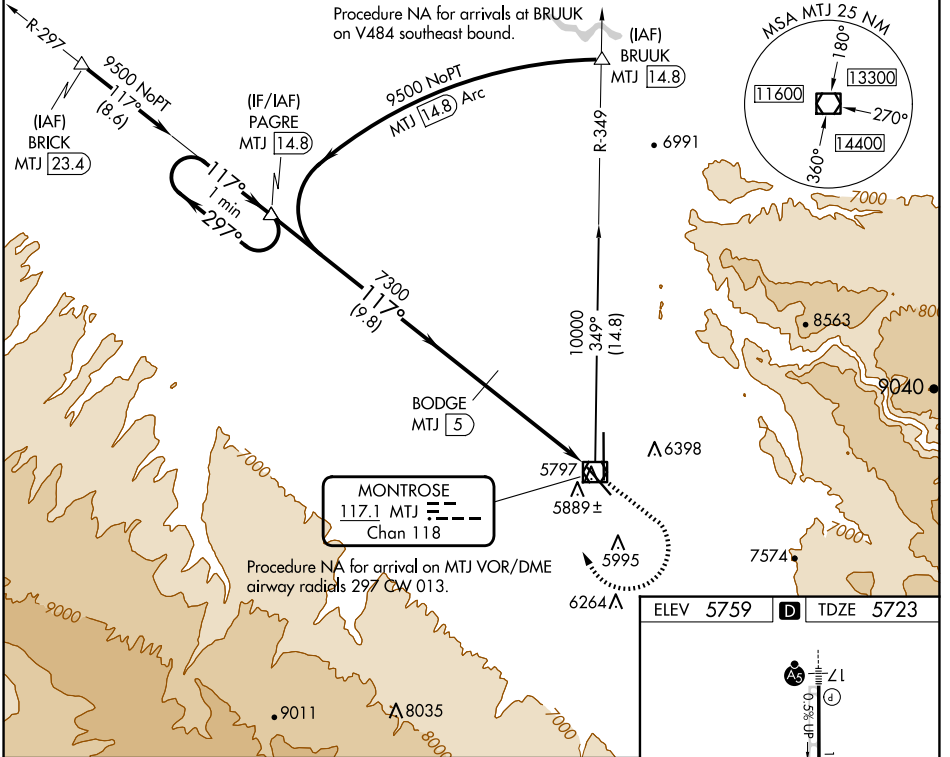 Procedure NA for arrivals at BRUUK
on V484 southeast bound.
R-297
9500 NoPT
117°
(8.6)
(IAF)
BRICK
MTJ 23.4
(IF/IAF)
PAGRE
MTJ 14.8
117°
1 min
297°
9500 NoPT
MTJ 14.8 Arc
(IAF)
BRUUK
MTJ 14.8
R-349
6991
MSA MTJ 25 NM
180°
13300
11600
270°
14400
360°
7000
7300
117°
(9.8)
10000
349°
(14.8)
8563
800
9040
BODGE
MTJ 5
6398
5797
5889±
7000
MONTROSE
117.1 MTJ
Chan 118
5995
7000
7574
Procedure NA for arrival on MTJ VOR/DME
airway radials 297 CW 013.
6264
9000
ELEV 5759 D TDZE 5723
A5
17
P
0.5% UP
1
9011
8035
7000
8000